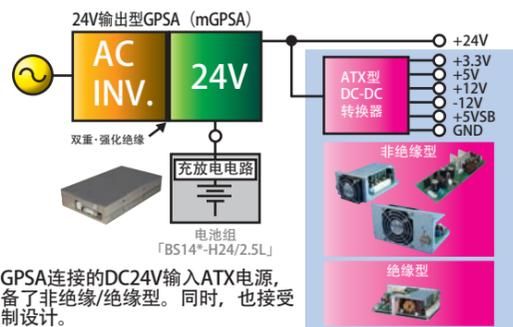 24V输出型GPSA（mGPSA）
AC
INV.
24V
双重·强化绝缘
充放电电路
电池组
「BS14*-H24/2.5L」
+24V
ATX型
DC-DC
转换器
+3.3V
+5V
+12V
-12V
+5VSB
GND
非绝缘型
绝缘型
GPSA连接的DC24V输入ATX电源，
备了非绝缘/绝缘型。同时，也接受
制设计。